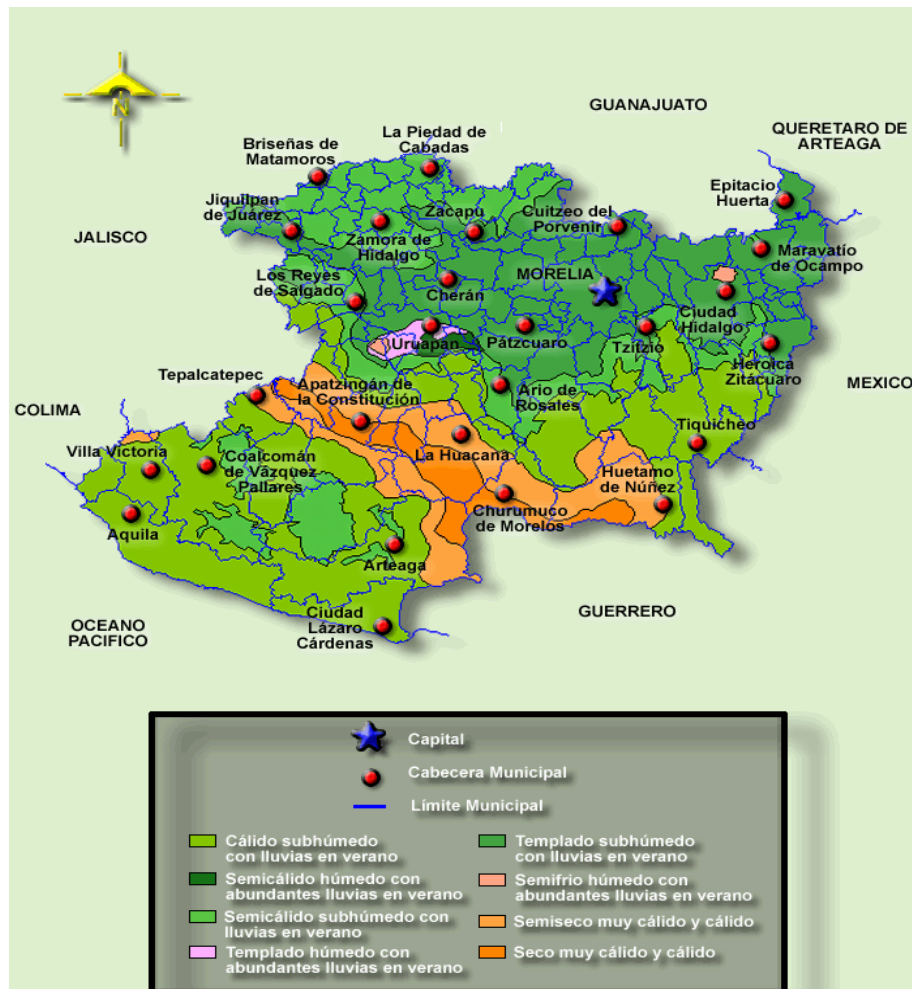 GUANAJUATO
QUERETARO DE
ARTEAGA
La Piedad de
Cabadas
Briseñas de
Matamoros
Epitacio
Huerta
Jiquilpan
de Juárez
Zacapu
Cuitzeo del
Porvenir
JALISCO
Zamora de
Hidalgo
Maravatío
de Ocampo
Los Reyes
de Salgado
Cherán
MORELIA
Ciudad
Hidalgo
Uruapan
Pátzcuaro
Tzitzio
Heroica
Zitácuaro
Tepalcatepec
Apatzingán de
la Constitución
Ario de
Rosales
MEXICO
COLIMA
Tiquicheo
Villa Victoria
Coalcomán
de Vázquez
Pallares
La Huacana
Huetamo
de Núñez
Aquila
Churumuco
de Morelos
Arteaga
Ciudad
Lázaro
Cárdenas
GUERRERO
OCEANO
PACIFICO
N
Capital
Cabecera Municipal
Límite Municipal
Cálido subhúmedo
con lluvias en verano
Semicálido húmedo con
abundantes lluvias en verano
Semicálido subhúmedo con
lluvias en verano
Templado húmedo con
abundantes lluvias en verano
Templado subhúmedo
con lluvias en verano
Semifrio húmedo con
abundantes lluvias en verano
Semiseco muy cálido y cálido
Seco muy cálido y cálido